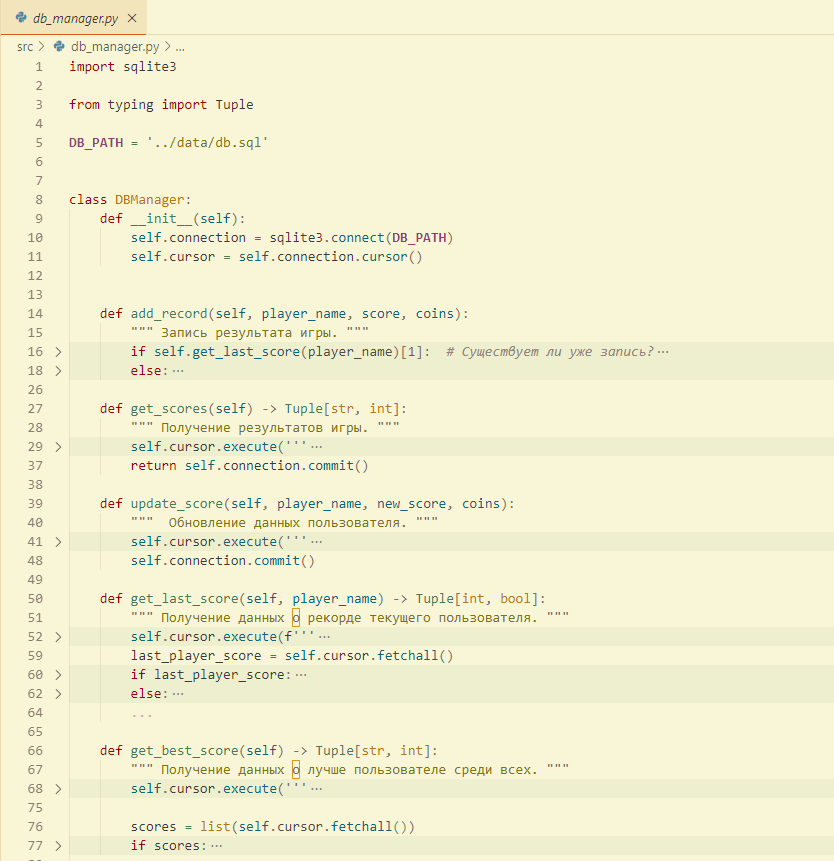 db_manager.py ×
src > db_manager.py > ...
1 import sqlite3
2
3 from typing import Tuple
4
5 DB_PATH = '../data/db.sql'
6
7
8 class DBManager:
9 def __init__(self):
10 self.connection = sqlite3.connect(DB_PATH)
11 self.cursor = self.connection.cursor()
12
13
14 def add_record(self, player_name, score, coins):
15 """ Запись результата игры. """
16 > if self.get_last_score(player_name)[1]:  # Существует ли уже запись? ···
18 > else: ···
26
27 def get_scores(self) -> Tuple[str, int]:
28 """ Получение результатов игры. """
29 > self.cursor.execute(''' ···
37 return self.connection.commit()
38
39 def update_score(self, player_name, new_score, coins):
40 """  Обновление данных пользователя. """
41 > self.cursor.execute(''' ···
48 self.connection.commit()
49
50 def get_last_score(self, player_name) -> Tuple[int, bool]:
51 """ Получение данных о рекорде текущего пользователя. """
52 > self.cursor.execute(f''' ···
59 last_player_score = self.cursor.fetchall()
60 > if last_player_score: ···
62 > else: ···
64 ...
65
66 def get_best_score(self) -> Tuple[str, int]:
67 """ Получение данных о лучше пользователе среди всех. """
68 > self.cursor.execute(''' ···
75
76 scores = list(self.cursor.fetchall())
77 > if scores: ···